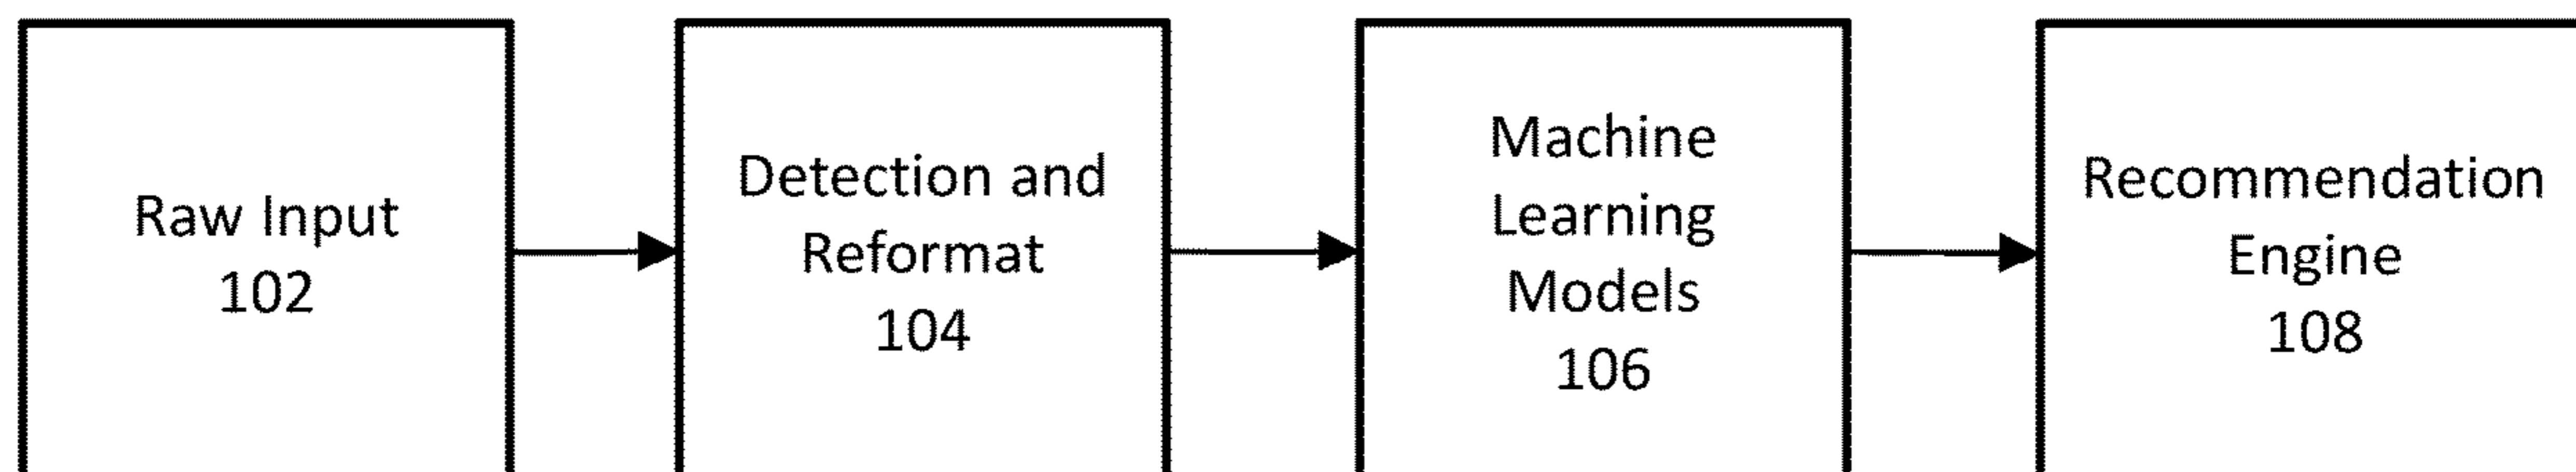 Raw Input
102
Detection and
Reformat
104
Machine
Learning
Models
106
Recommendation
Engine
108